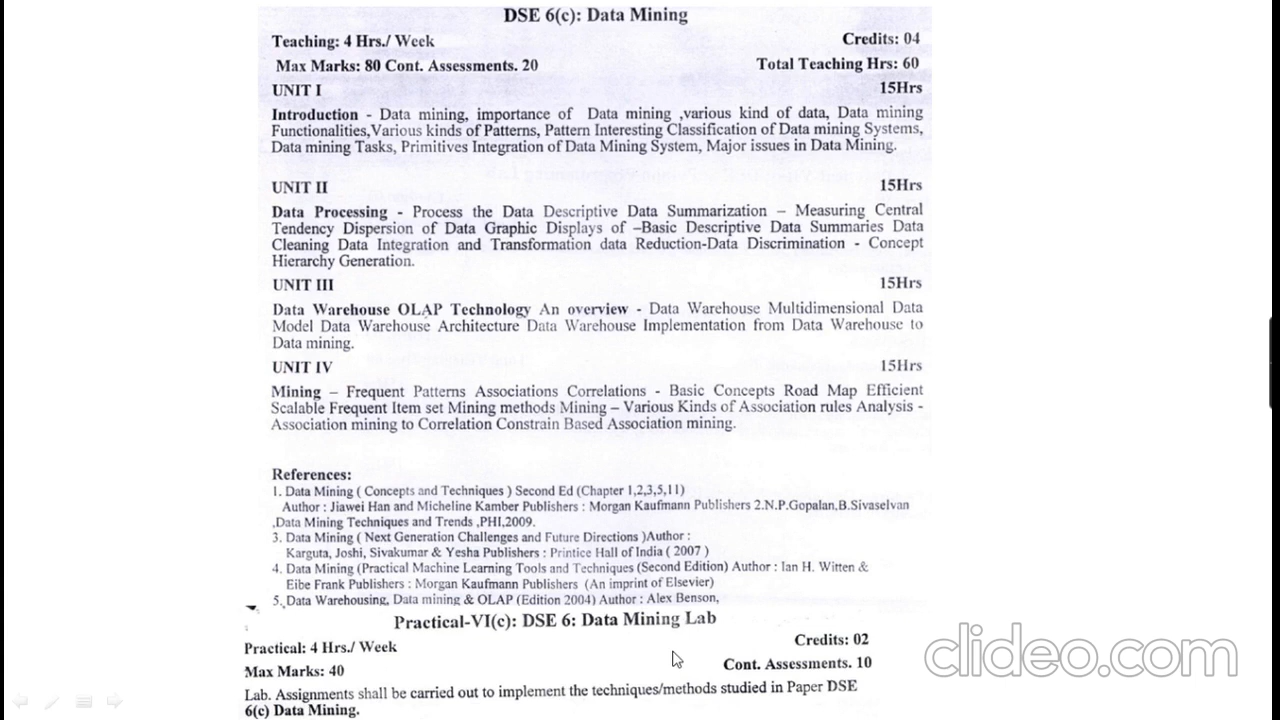 DSE 6(c): Data Mining
Teaching: 4 Hrs./ Week Credits: 04
Max Marks: 80 Cont. Assessments. 20 Total Teaching Hrs: 60
UNIT I 15Hrs
Introduction - Data mining, importance of Data mining ,various kind of data, Data mining
Functionalities,Various kinds of Patterns, Pattern Interesting Classification of Data mining Systems,
Data mining Tasks, Primitives Integration of Data Mining System, Major issues in Data Mining.
UNIT II 15Hrs
Data Processing - Process the Data Descriptive Data Summarization – Measuring Central
Tendency Dispersion of Data Graphic Displays of –Basic Descriptive Data Summaries Data
Cleaning Data Integration and Transformation data Reduction-Data Discrimination - Concept
Hierarchy Generation.
UNIT III 15Hrs
Data Warehouse OLAP Technology An overview - Data Warehouse Multidimensional Data
Model Data Warehouse Architecture Data Warehouse Implementation from Data Warehouse to
Data mining.
UNIT IV 15Hrs
Mining – Frequent Patterns Associations Correlations - Basic Concepts Road Map Efficient
Scalable Frequent Item set Mining methods Mining – Various Kinds of Association rules Analysis -
Association mining to Correlation Constrain Based Association mining.
References:
1. Data Mining ( Concepts and Techniques ) Second Ed (Chapter 1,2,3,5,11)
Author : Jiawei Han and Micheline Kamber Publishers : Morgan Kaufmann Publishers 2.N.P.Gopalan,B.Sivaselvan
,Data Mining Techniques and Trends ,PHI,2009.
3. Data Mining ( Next Generation Challenges and Future Directions )Author :
Karguta, Joshi, Sivakumar & Yesha Publishers : Printice Hall of India ( 2007 )
4. Data Mining (Practical Machine Learning Tools and Techniques (Second Edition) Author : Ian H. Witten &
Eibe Frank Publishers : Morgan Kaufmann Publishers (An imprint of Elsevier)
5. Data Warehousing, Data mining & OLAP (Edition 2004) Author : Alex Benson,
Practical-VI(c): DSE 6: Data Mining Lab
Practical: 4 Hrs./ Week Credits: 02
Max Marks: 40 Cont. Assessments. 10
Lab. Assignments shall be carried out to implement the techniques/methods studied in Paper DSE
6(c) Data Mining.
clideo.com